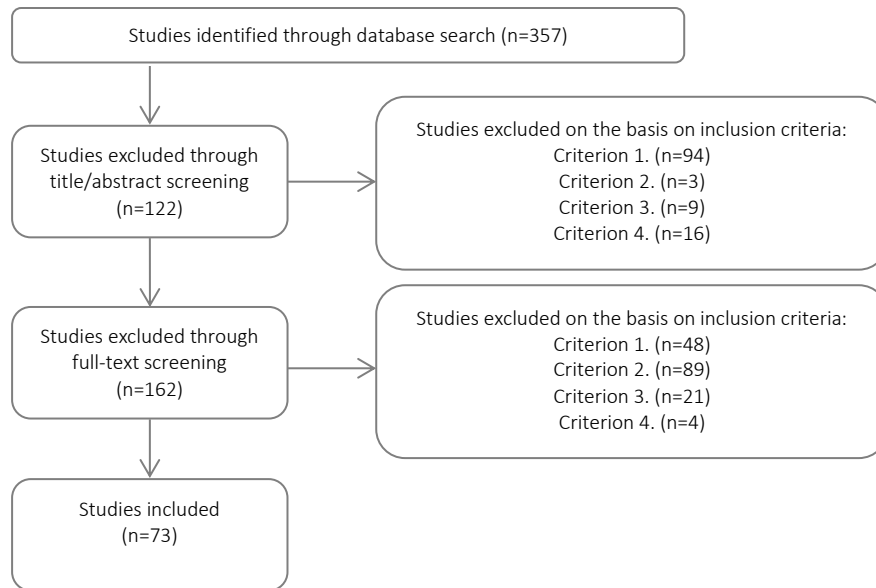 Studies identified through database search (n=357)
Studies excluded through
title/abstract screening
(n=122)
Studies excluded on the basis on inclusion criteria:
Criterion 1. (n=94)
Criterion 2. (n=3)
Criterion 3. (n=9)
Criterion 4. (n=16)
Studies excluded through
full-text screening
(n=162)
Studies excluded on the basis on inclusion criteria:
Criterion 1. (n=48)
Criterion 2. (n=89)
Criterion 3. (n=21)
Criterion 4. (n=4)
Studies included
(n=73)